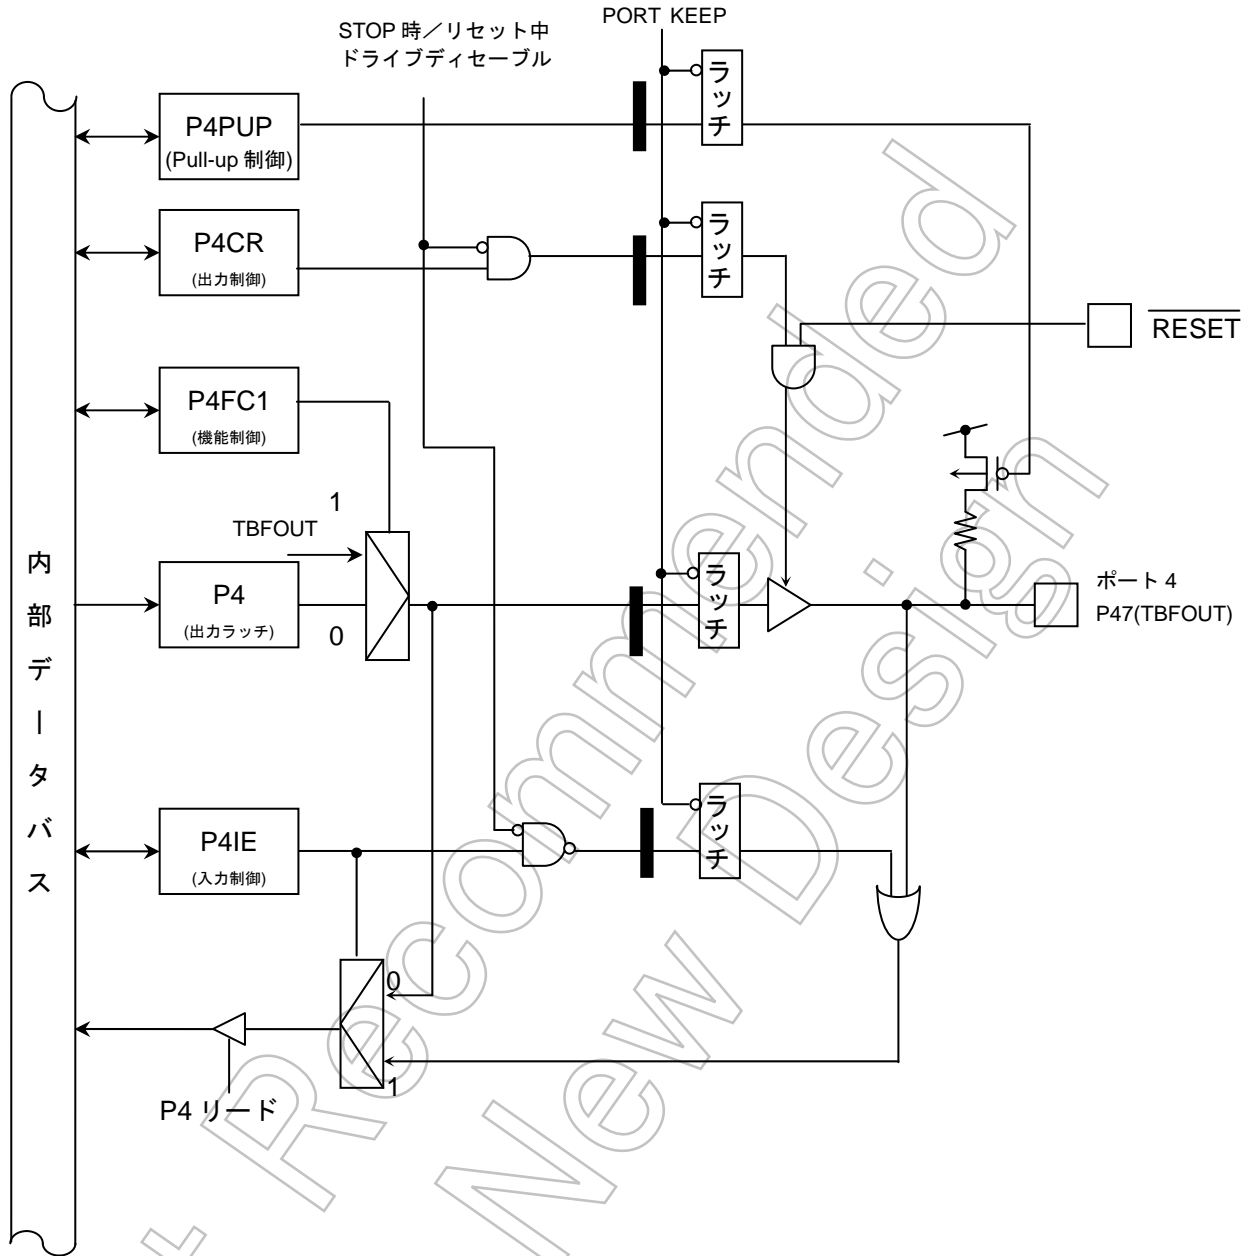 STOP 時／リセット中
ドライブディセーブル
PORT KEEP
ラッチ
P4PUP
(Pull-up 制御)
ラッチ
P4CR
(出力制御)
RESET
P4FC1
(機能制御)
1
TBFOUT
ラッチ
P4
(出力ラッチ)
0
ポート 4
P47(TBFOUT)
内部データバス
ラッチ
P4IE
(入力制御)
0
1
P4 リード
Recommended
New Design